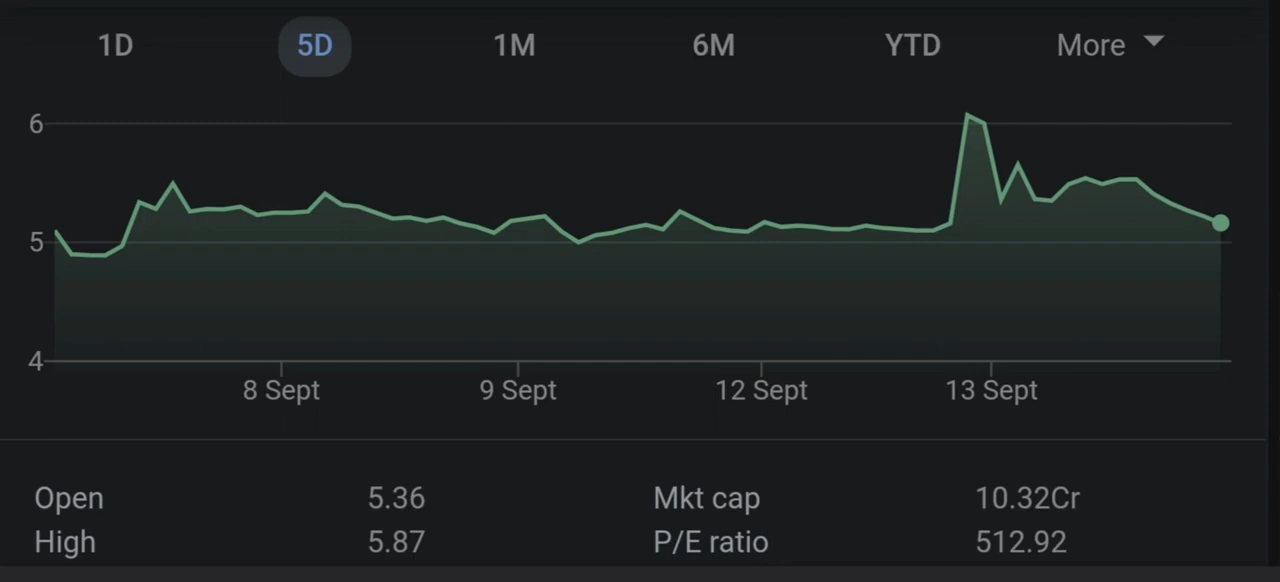 1D 5D 1M 6M YTD More
6
5
4
8 Sept 9 Sept 12 Sept 13 Sept
Open 5.36 Mkt cap 10.32Cr
High 5.87 P/E ratio 512.92